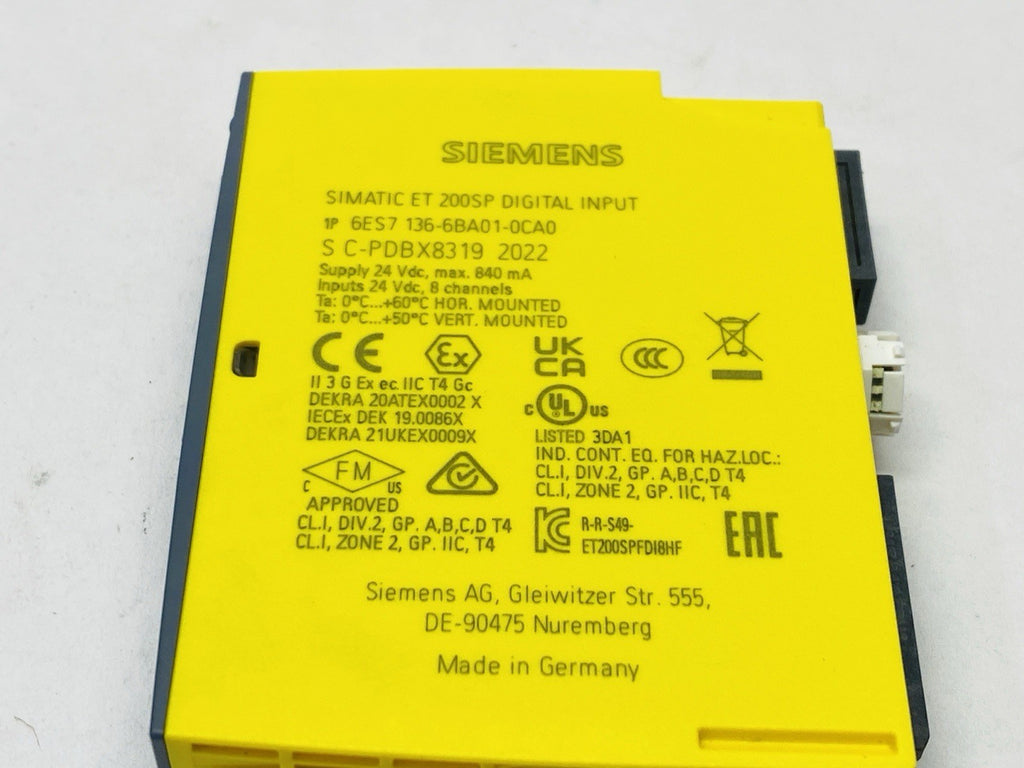 SIEMENS
SIMATIC ET 200SP DIGITAL INPUT
1P 6ES7 136-6BA01-0CA0
S C-PDBX8319 2022
Supply 24 Vdc, max. 840 mA
Inputs 24 Vdc, 8 channels
Ta: 0°C...+60°C HOR. MOUNTED
Ta: 0°C...+50°C VERT. MOUNTED
CE Ex UK CA CCC
II 3 G Ex ec IIC T4 Gc
DEKRA 20ATEX0002 X
IECEx DEK 19.0086X
DEKRA 21UKEX0009X
C UL US
LISTED 3DA1
IND. CONT. EQ. FOR HAZ.LOC.:
CL.I, DIV.2, GP. A,B,C,D T4
CL.I, ZONE 2, GP. IIC, T4
C FM US
APPROVED
CL.I, DIV.2, GP. A,B,C,D T4
CL.I, ZONE 2, GP. IIC, T4
R-R-S49-
ET200SPFDI8HF
EAC
Siemens AG, Gleiwitzer Str. 555,
DE-90475 Nuremberg
Made in Germany